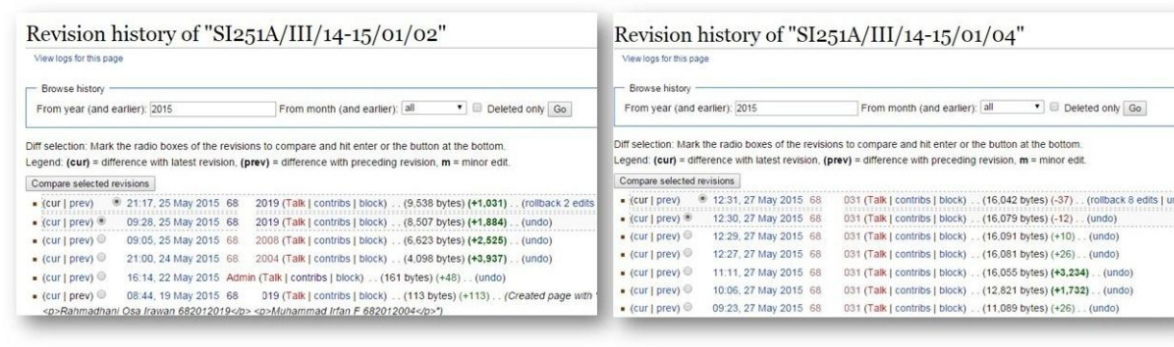 Revision history of "SI251A/III/14-15/01/02"
View logs for this page
Browse history
From year (and earlier): 2015 From month (and earlier): all Deleted only Go
Diff selection: Mark the radio boxes of the revisions to compare and hit enter or the button at the bottom.
Legend: (cur) = difference with latest revision, (prev) = difference with preceding revision, m = minor edit.
Compare selected revisions
(cur | prev) 21:17, 25 May 2015 68 2019 (Talk | contribs | block) . . (9,538 bytes) (+1,031) . . (rollback 2 edits
(cur | prev) 09:28, 25 May 2015 68 2019 (Talk | contribs | block) . . (8,507 bytes) (+1,884) . . (undo)
(cur | prev) 09:05, 25 May 2015 68 2008 (Talk | contribs | block) . . (6,623 bytes) (+2,525) . . (undo)
(cur | prev) 21:00, 24 May 2015 68 2004 (Talk | contribs | block) . . (4,098 bytes) (+3,937) . . (undo)
(cur | prev) 16:14, 22 May 2015 Admin (Talk | contribs | block) . . (161 bytes) (+48) . . (undo)
(cur | prev) 08:44, 19 May 2015 68 019 (Talk | contribs | block) . . (113 bytes) (+113) . . (Created page with "
<p>Rahmadhani Osa Irawan 682012019</p> <p>Muhammad Irfan F 682012004</p>")
Revision history of "SI251A/III/14-15/01/04"
View logs for this page
Browse history
From year (and earlier): 2015 From month (and earlier): all Deleted only Go
Diff selection: Mark the radio boxes of the revisions to compare and hit enter or the button at the bottom.
Legend: (cur) = difference with latest revision, (prev) = difference with preceding revision, m = minor edit.
Compare selected revisions
(cur | prev) 12:31, 27 May 2015 68 031 (Talk | contribs | block) . . (16,042 bytes) (-37) . . (rollback 8 edits | un
(cur | prev) 12:30, 27 May 2015 68 031 (Talk | contribs | block) . . (16,079 bytes) (-12) . . (undo)
(cur | prev) 12:29, 27 May 2015 68 031 (Talk | contribs | block) . . (16,091 bytes) (+10) . . (undo)
(cur | prev) 12:27, 27 May 2015 68 031 (Talk | contribs | block) . . (16,081 bytes) (+26) . . (undo)
(cur | prev) 11:11, 27 May 2015 68 031 (Talk | contribs | block) . . (16,055 bytes) (+3,234) . . (undo)
(cur | prev) 10:06, 27 May 2015 68 031 (Talk | contribs | block) . . (12,821 bytes) (+1,732) . . (undo)
(cur | prev) 09:23, 27 May 2015 68 031 (Talk | contribs | block) . . (11,089 bytes) (+26) . . (undo)